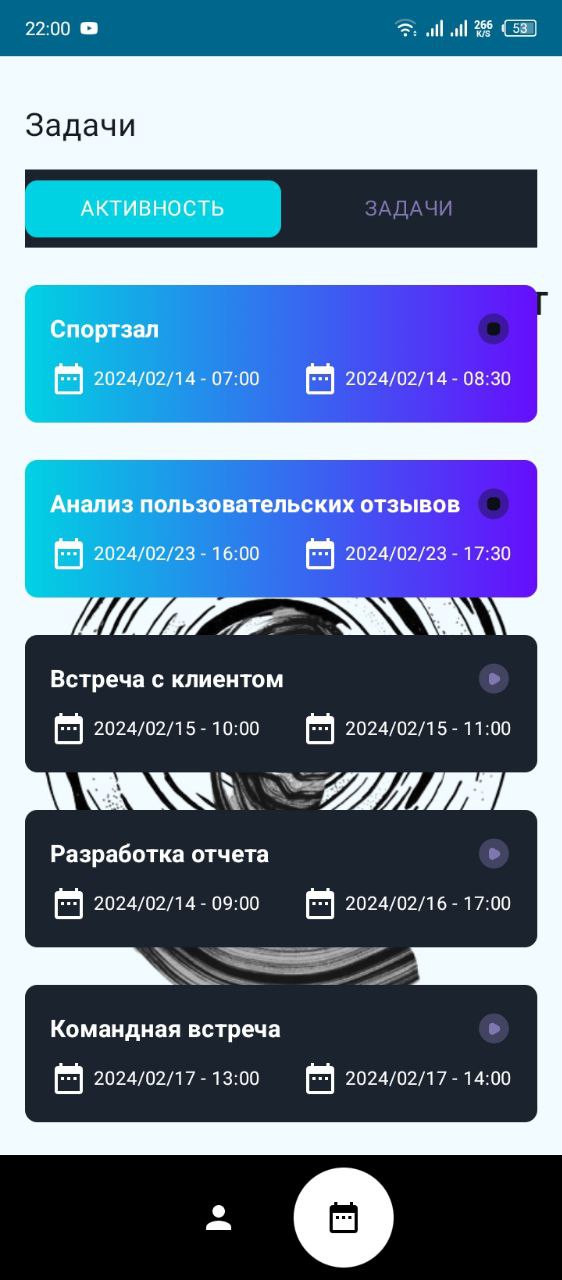 22:00 266 K/S 53
Задачи
АКТИВНОСТЬ ЗАДАЧИ
т
Спортзал
2024/02/14 - 07:00 2024/02/14 - 08:30
Анализ пользовательских отзывов
2024/02/23 - 16:00 2024/02/23 - 17:30
Встреча с клиентом
2024/02/15 - 10:00 2024/02/15 - 11:00
Разработка отчета
2024/02/14 - 09:00 2024/02/16 - 17:00
Командная встреча
2024/02/17 - 13:00 2024/02/17 - 14:00